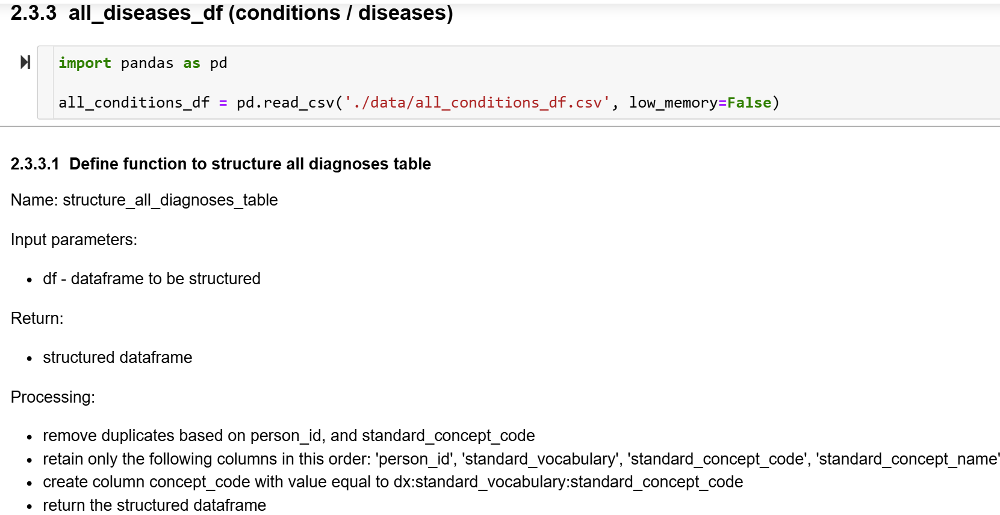 2.3.3 all_diseases_df (conditions / diseases)
import pandas as pd
all_conditions_df = pd.read_csv('./data/all_conditions_df.csv', low_memory=False)
2.3.3.1 Define function to structure all diagnoses table
Name: structure_all_diagnoses_table
Input parameters:
• df - dataframe to be structured
Return:
• structured dataframe
Processing:
• remove duplicates based on person_id, and standard_concept_code
• retain only the following columns in this order: 'person_id', 'standard_vocabulary', 'standard_concept_code', 'standard_concept_name'
• create column concept_code with value equal to dx:standard_vocabulary:standard_concept_code
• return the structured dataframe